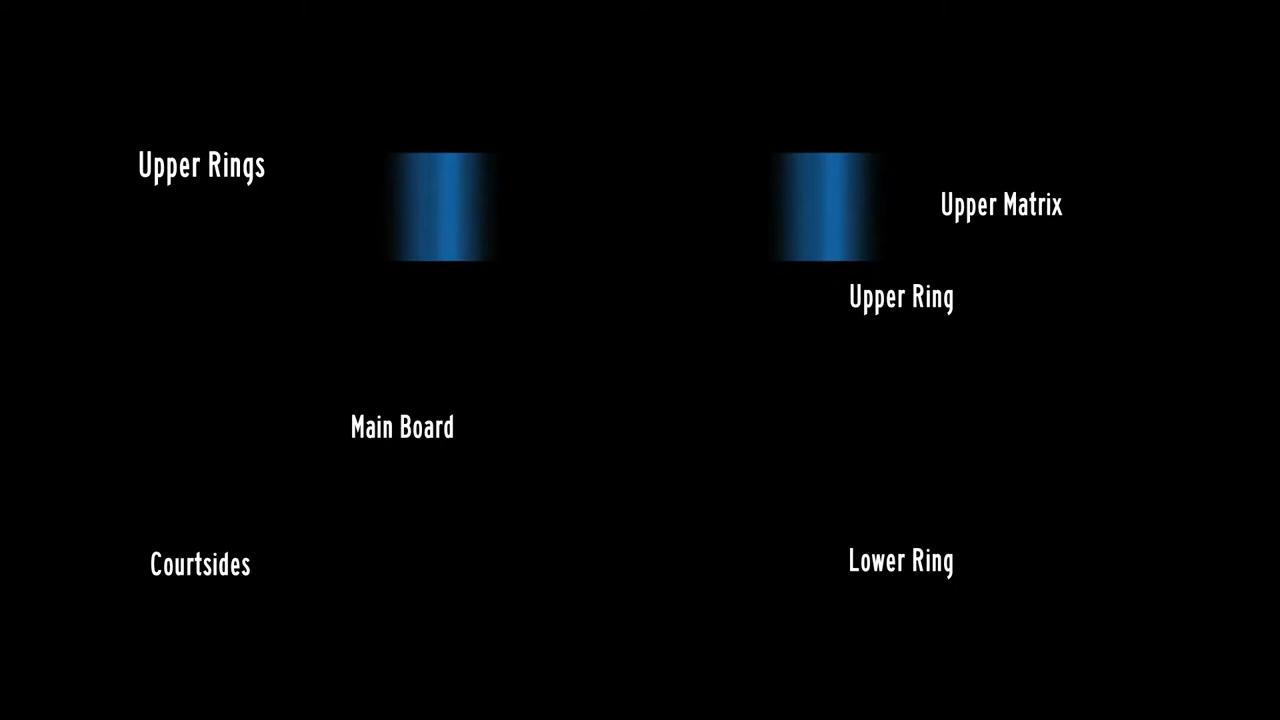 Upper Rings
Upper Matrix
Upper Ring
Main Board
Courtsides
Lower Ring